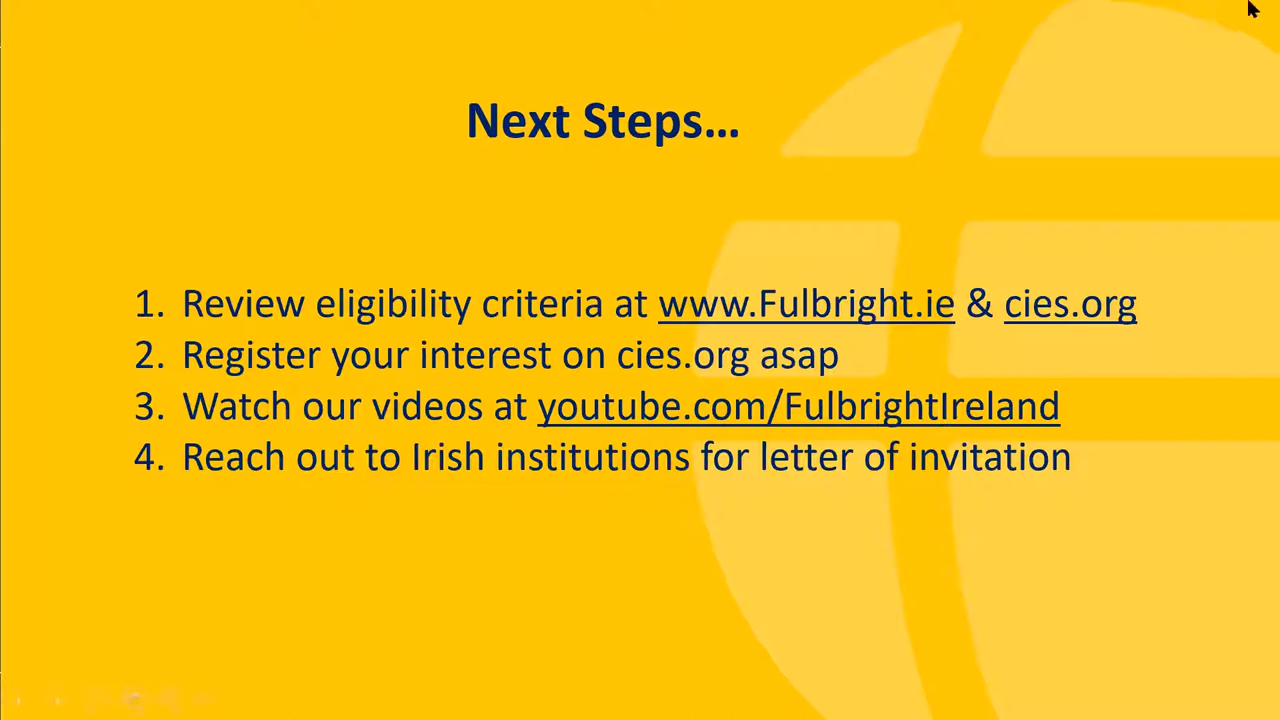 Next Steps...
1. Review eligibility criteria at www.Fulbright.ie & cies.org
2. Register your interest on cies.org asap
3. Watch our videos at youtube.com/FulbrightIreland
4. Reach out to Irish institutions for letter of invitation